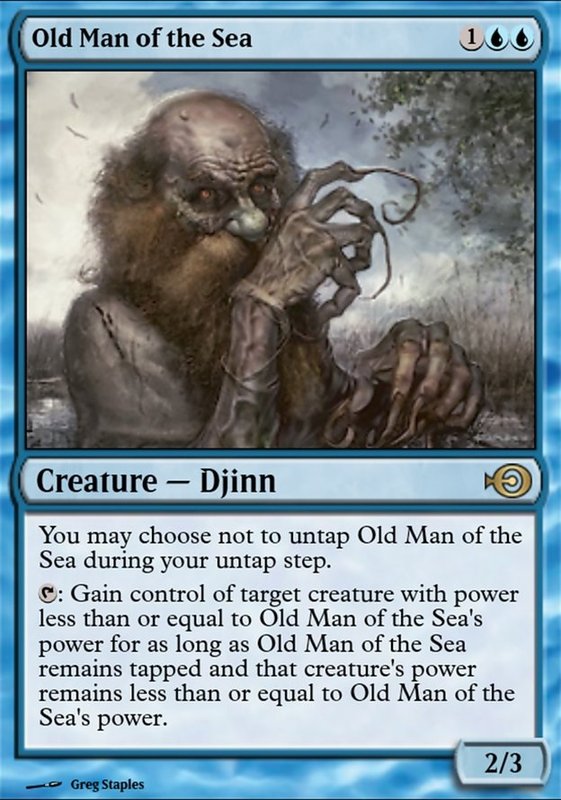 Old Man of the Sea 1
Creature — Djinn
You may choose not to untap Old Man of the
Sea during your untap step.
: Gain control of target creature with power
less than or equal to Old Man of the Sea's
power for as long as Old Man of the Sea
remains tapped and that creature's power
remains less than or equal to Old Man of the
Sea's power.
2/3
Greg Staples